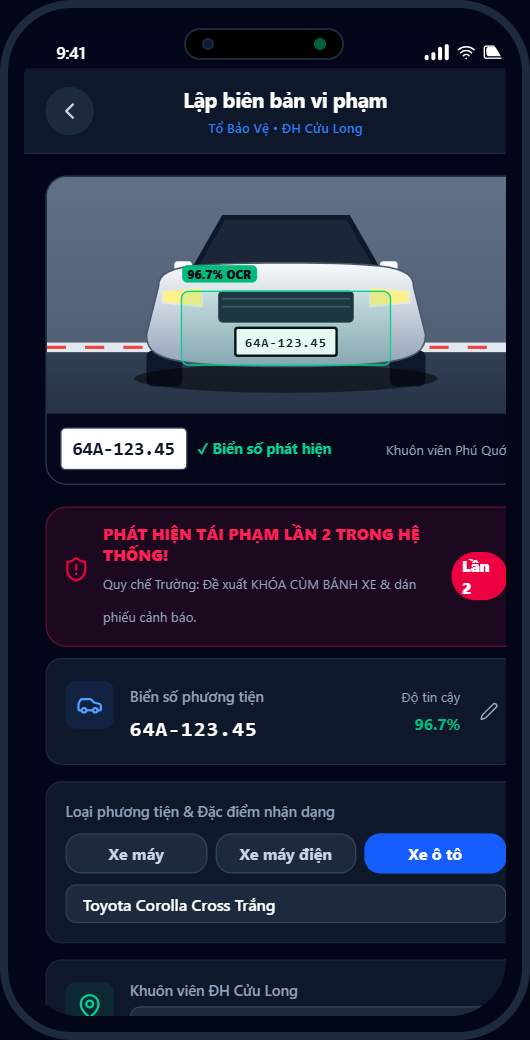 9:41
Lập biên bản vi phạm
Tổ Bảo Vệ • ĐH Cửu Long
96.7% OCR
64A-123.45
64A-123.45
✓ Biển số phát hiện
Khuôn viên Phú Quớ
PHÁT HIỆN TÁI PHẠM LẦN 2 TRONG HỆ
THỐNG!
Quy chế Trường: Đề xuất KHÓA CÙM BÁNH XE & dán
phiếu cảnh báo.
Lần
2
Biển số phương tiện
64A-123.45
Độ tin cậy
96.7%
Loại phương tiện & Đặc điểm nhận dạng
Xe máy
Xe máy điện
Xe ô tô
Toyota Corolla Cross Trắng
Khuôn viên ĐH Cửu Long